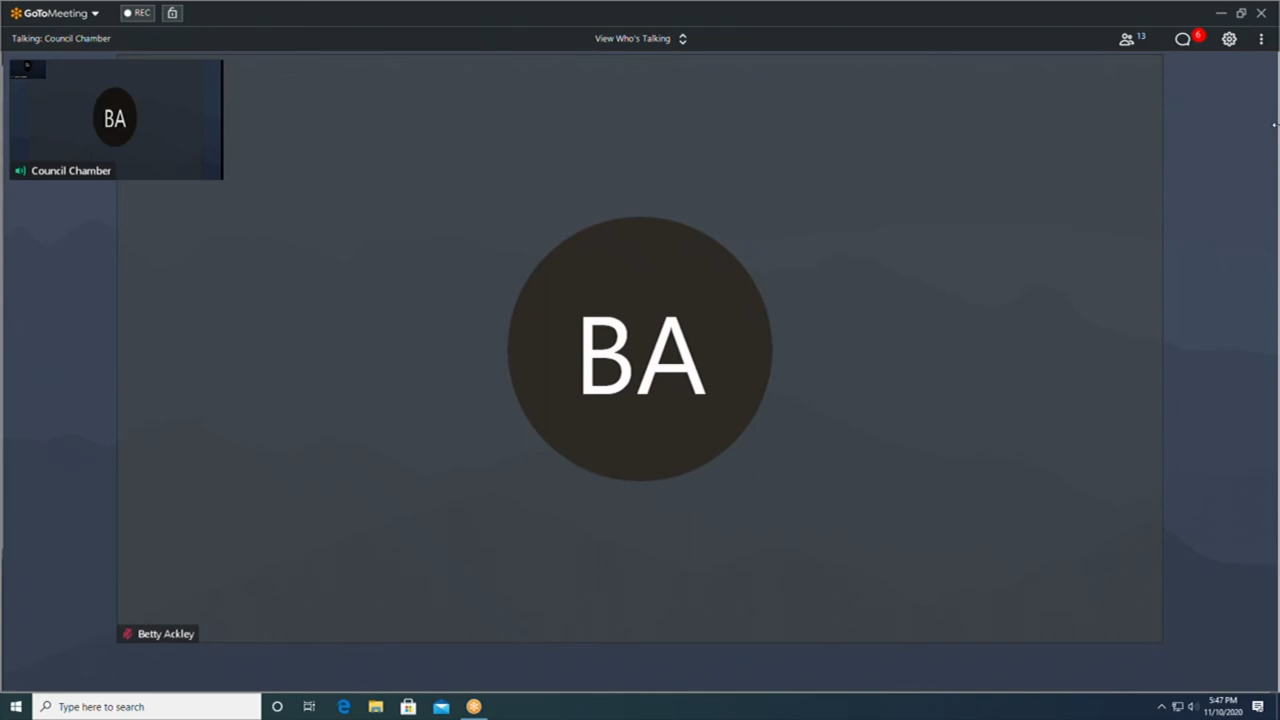 GoToMeeting
REC
Talking: Council Chamber
View Who's Talking
13
6
BA
Council Chamber
BA
Betty Ackley
Type here to search
5:47 PM
11/10/2020